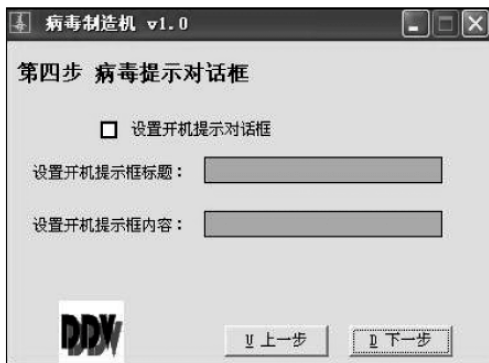 病毒制造机 v1.0
第四步 病毒提示对话框
设置开机提示对话框
设置开机提示框标题：
设置开机提示框内容：
DDV
U 上一步
D 下一步